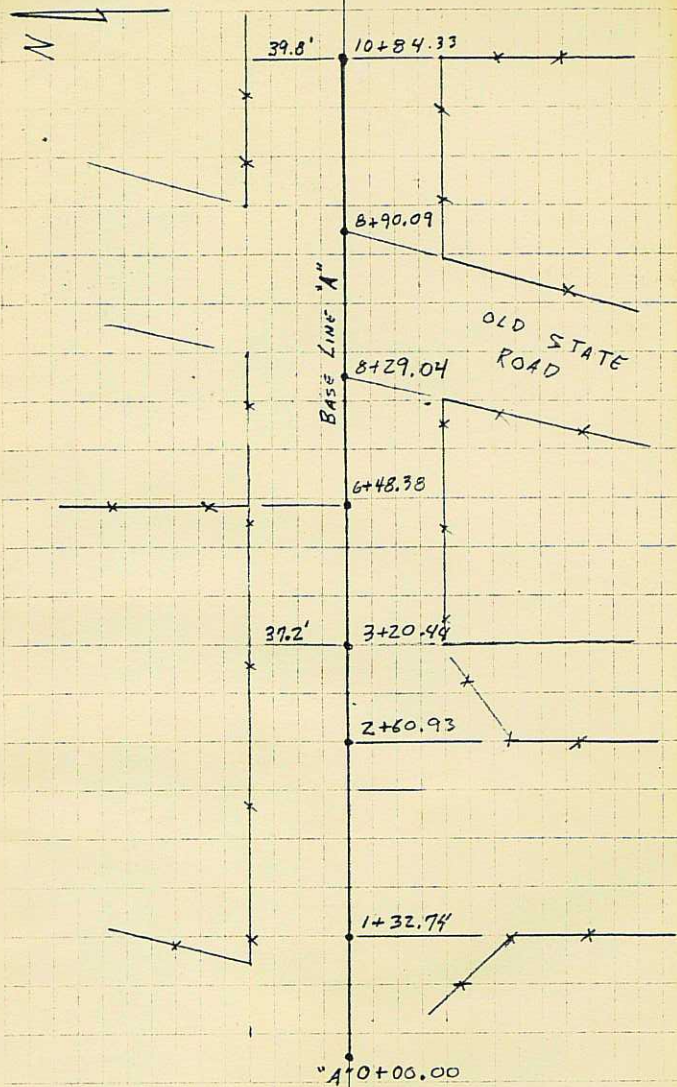 N
39.8' 10+84.33
8+90.09
BASE LINE "A"
OLD STATE
ROAD
8+29.04
6+48.38
37.2' 3+20.44
2+60.93
1+32.74
"A" 0+00.00